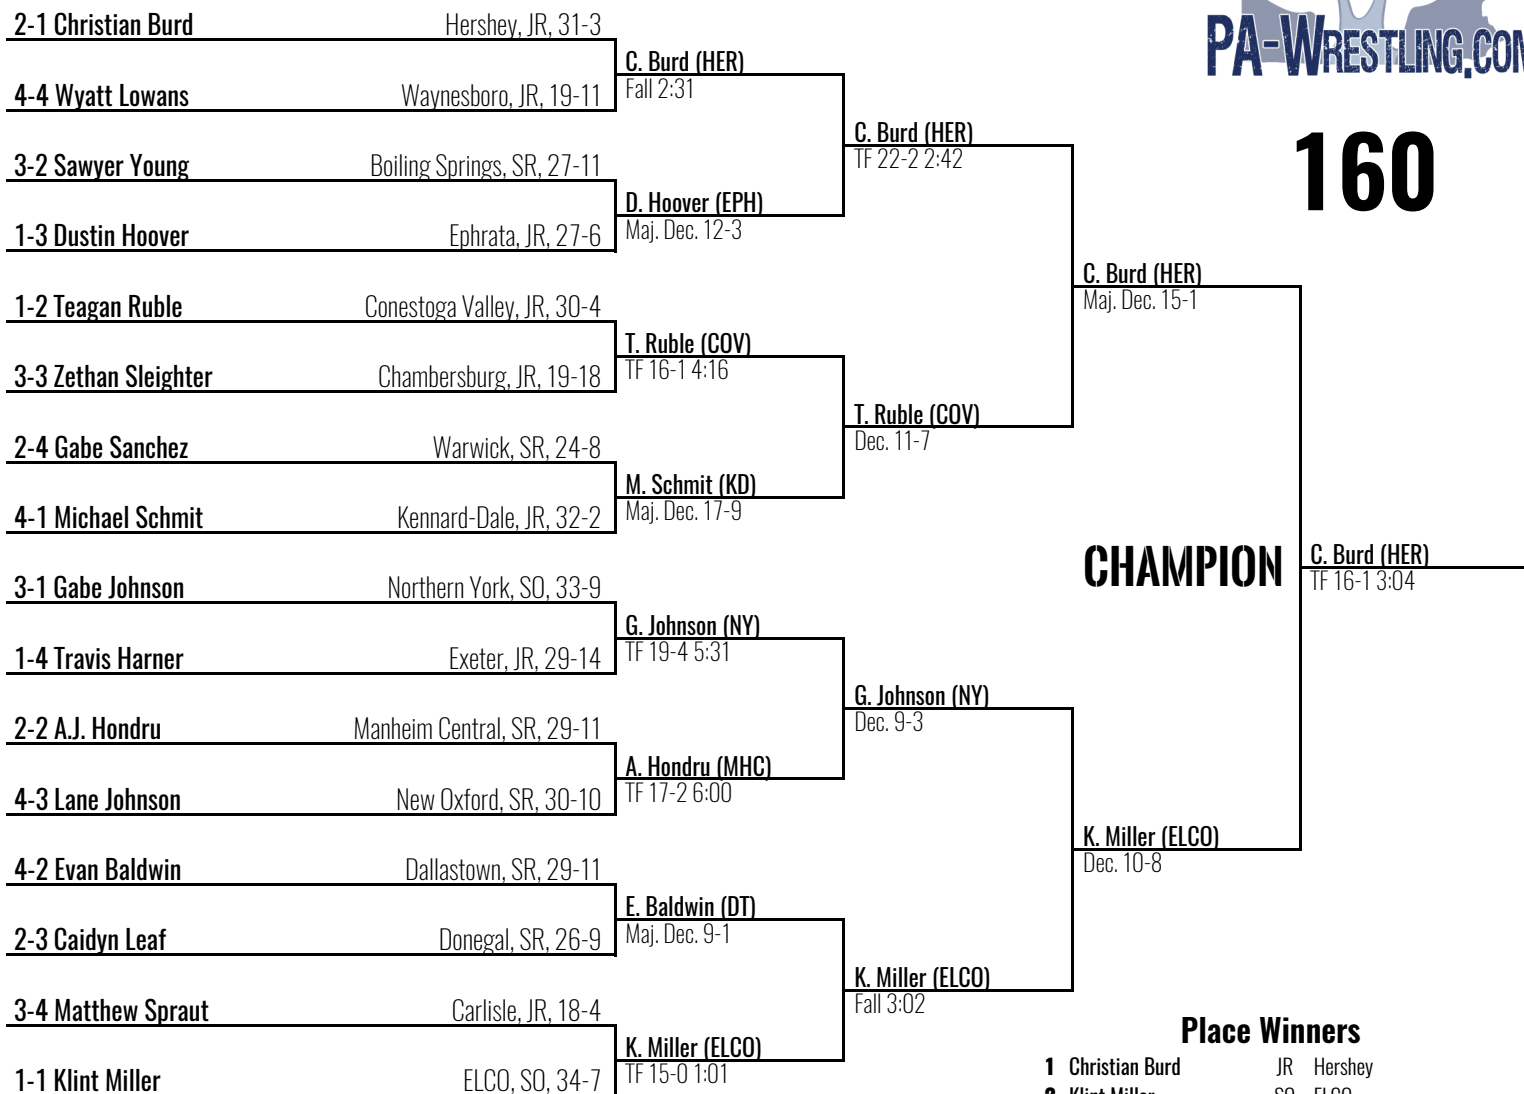 PA-WRESTLING.COM
160
2-1 Christian Burd Hershey, JR, 31-3
C. Burd (HER)
Fall 2:31
4-4 Wyatt Lowans Waynesboro, JR, 19-11
C. Burd (HER)
TF 22-2 2:42
3-2 Sawyer Young Boiling Springs, SR, 27-11
D. Hoover (EPH)
Maj. Dec. 12-3
1-3 Dustin Hoover Ephrata, JR, 27-6
C. Burd (HER)
Maj. Dec. 15-1
1-2 Teagan Ruble Conestoga Valley, JR, 30-4
T. Ruble (COV)
TF 16-1 4:16
3-3 Zethan Sleighter Chambersburg, JR, 19-18
T. Ruble (COV)
Dec. 11-7
2-4 Gabe Sanchez Warwick, SR, 24-8
M. Schmit (KD)
Maj. Dec. 17-9
4-1 Michael Schmit Kennard-Dale, JR, 32-2
CHAMPION
C. Burd (HER)
TF 16-1 3:04
3-1 Gabe Johnson Northern York, SO, 33-9
G. Johnson (NY)
TF 19-4 5:31
1-4 Travis Harner Exeter, JR, 29-14
G. Johnson (NY)
Dec. 9-3
2-2 A.J. Hondru Manheim Central, SR, 29-11
A. Hondru (MHC)
TF 17-2 6:00
4-3 Lane Johnson New Oxford, SR, 30-10
K. Miller (ELCO)
Dec. 10-8
4-2 Evan Baldwin Dallastown, SR, 29-11
E. Baldwin (DT)
Maj. Dec. 9-1
2-3 Caidyn Leaf Donegal, SR, 26-9
K. Miller (ELCO)
Fall 3:02
3-4 Matthew Spraut Carlisle, JR, 18-4
K. Miller (ELCO)
TF 15-0 1:01
1-1 Klint Miller ELCO, SO, 34-7
Place Winners
1 Christian Burd JR Hershey
2 Klint Miller SO ELCO